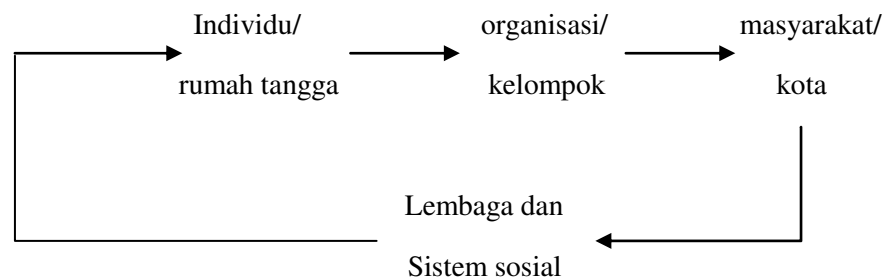 Individu/ organisasi/ masyarakat/
rumah tangga kelompok kota
Lembaga dan
Sistem sosial